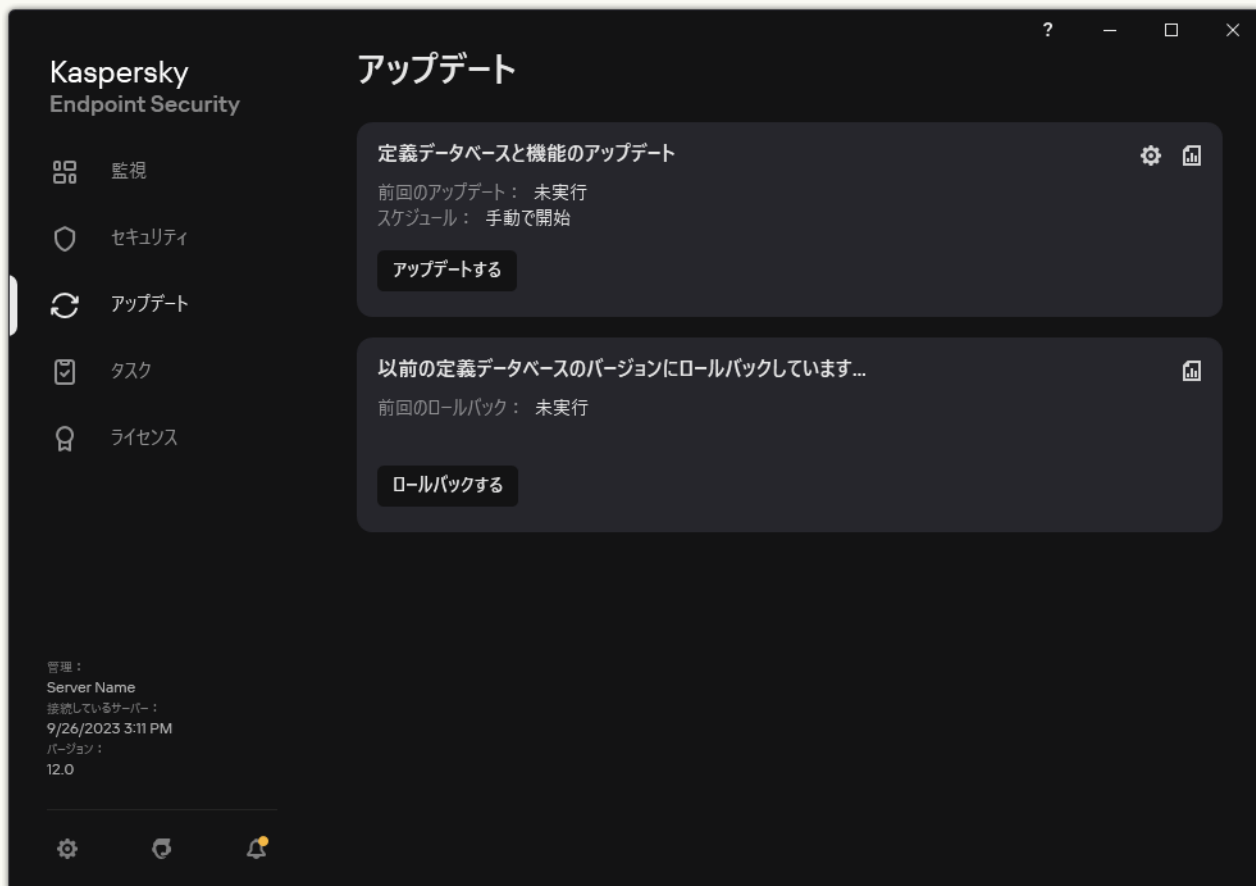 ?
Kaspersky
Endpoint Security
監視
セキュリティ
アップデート
タスク
ライセンス
管理：
Server Name
接続しているサーバー：
9/26/2023 3:11 PM
バージョン：
12.0
アップデート
定義データベースと機能のアップデート
前回のアップデート： 未実行
スケジュール： 手動で開始
アップデートする
以前の定義データベースのバージョンにロールバックしています...
前回のロールバック： 未実行
ロールバックする